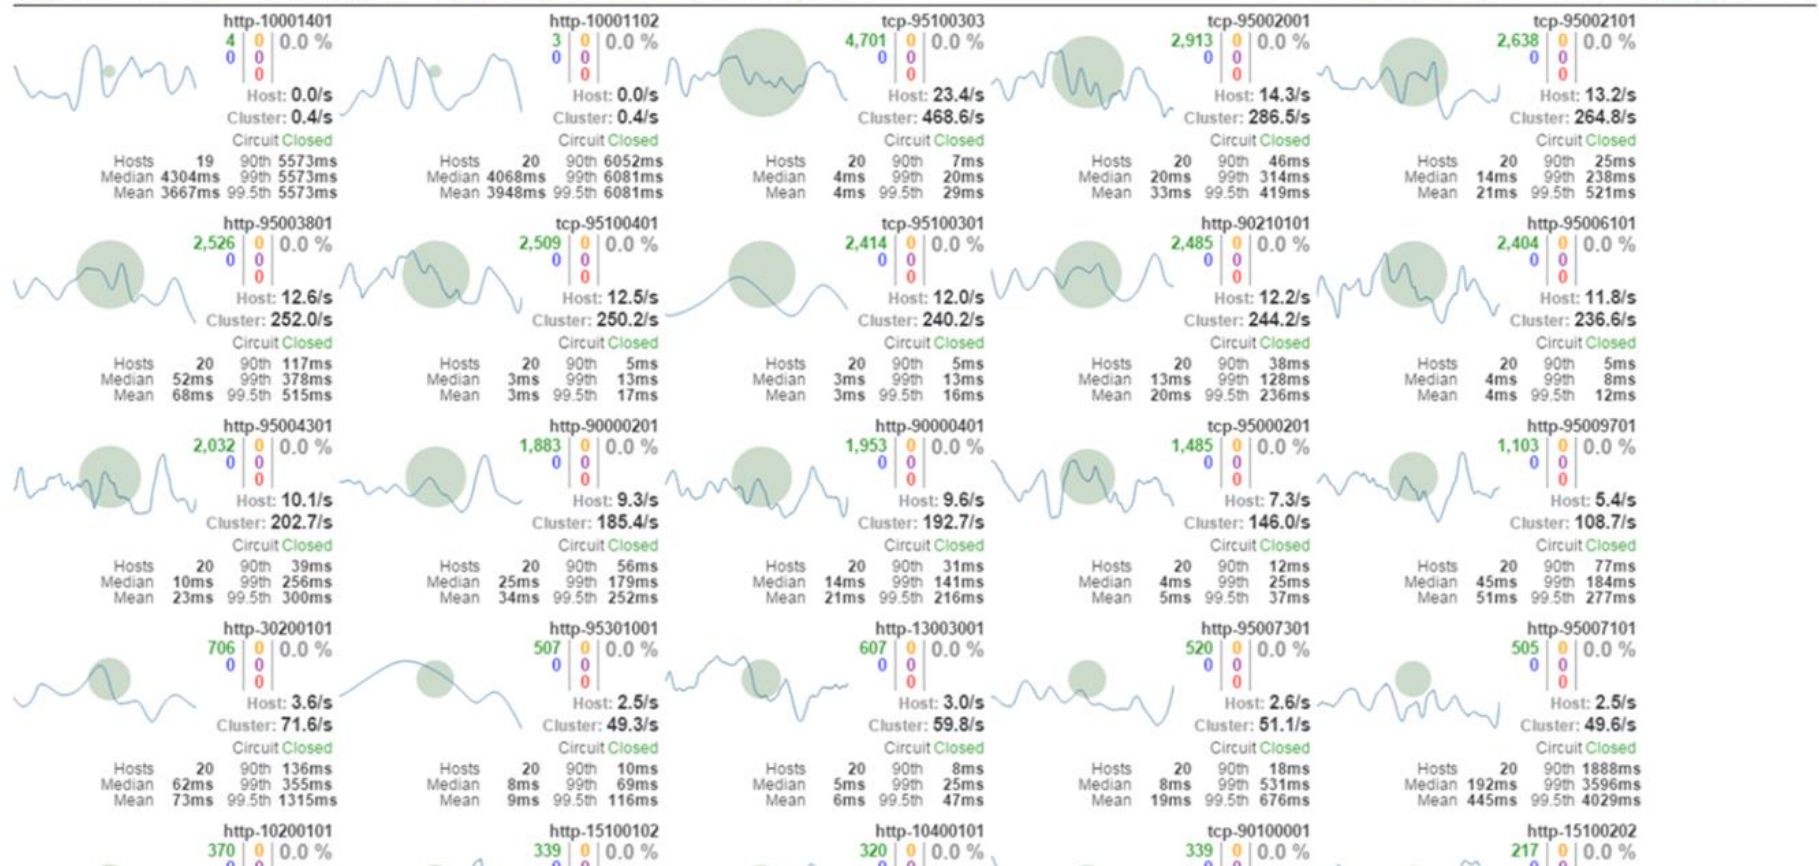 http-10001401
4 0 0.0 %
0 0
0
Host: 0.0/s
Cluster: 0.4/s
Circuit Closed
Hosts 19 90th 5573ms
Median 4304ms 99th 5573ms
Mean 3667ms 99.5th 5573ms
http-10001102
3 0 0.0 %
0 0
0
Host: 0.0/s
Cluster: 0.4/s
Circuit Closed
Hosts 20 90th 6052ms
Median 4068ms 99th 6081ms
Mean 3948ms 99.5th 6081ms
tcp-95100303
4,701 0 0.0 %
0 0
0
Host: 23.4/s
Cluster: 468.6/s
Circuit Closed
Hosts 20 90th 7ms
Median 4ms 99th 20ms
Mean 4ms 99.5th 29ms
tcp-95002001
2,913 0 0.0 %
0 0
0
Host: 14.3/s
Cluster: 286.5/s
Circuit Closed
Hosts 20 90th 46ms
Median 20ms 99th 314ms
Mean 33ms 99.5th 419ms
tcp-95002101
2,638 0 0.0 %
0 0
0
Host: 13.2/s
Cluster: 264.8/s
Circuit Closed
Hosts 20 90th 25ms
Median 14ms 99th 238ms
Mean 21ms 99.5th 521ms
http-95003801
2,526 0 0.0 %
0 0
0
Host: 12.6/s
Cluster: 252.0/s
Circuit Closed
Hosts 20 90th 117ms
Median 52ms 99th 378ms
Mean 68ms 99.5th 515ms
tcp-95100401
2,509 0 0.0 %
0 0
0
Host: 12.5/s
Cluster: 250.2/s
Circuit Closed
Hosts 20 90th 5ms
Median 3ms 99th 13ms
Mean 3ms 99.5th 17ms
tcp-95100301
2,414 0 0.0 %
0 0
0
Host: 12.0/s
Cluster: 240.2/s
Circuit Closed
Hosts 20 90th 5ms
Median 3ms 99th 13ms
Mean 3ms 99.5th 16ms
http-90210101
2,485 0 0.0 %
0 0
0
Host: 12.2/s
Cluster: 244.2/s
Circuit Closed
Hosts 20 90th 38ms
Median 13ms 99th 128ms
Mean 20ms 99.5th 236ms
http-95006101
2,404 0 0.0 %
0 0
0
Host: 11.8/s
Cluster: 236.6/s
Circuit Closed
Hosts 20 90th 5ms
Median 4ms 99th 8ms
Mean 4ms 99.5th 12ms
http-95004301
2,032 0 0.0 %
0 0
0
Host: 10.1/s
Cluster: 202.7/s
Circuit Closed
Hosts 20 90th 39ms
Median 10ms 99th 256ms
Mean 23ms 99.5th 300ms
http-90000201
1,883 0 0.0 %
0 0
0
Host: 9.3/s
Cluster: 185.4/s
Circuit Closed
Hosts 20 90th 56ms
Median 25ms 99th 179ms
Mean 34ms 99.5th 252ms
http-90000401
1,953 0 0.0 %
0 0
0
Host: 9.6/s
Cluster: 192.7/s
Circuit Closed
Hosts 20 90th 31ms
Median 14ms 99th 141ms
Mean 21ms 99.5th 216ms
tcp-95000201
1,485 0 0.0 %
0 0
0
Host: 7.3/s
Cluster: 146.0/s
Circuit Closed
Hosts 20 90th 12ms
Median 4ms 99th 25ms
Mean 5ms 99.5th 37ms
http-95009701
1,103 0 0.0 %
0 0
0
Host: 5.4/s
Cluster: 108.7/s
Circuit Closed
Hosts 20 90th 77ms
Median 45ms 99th 184ms
Mean 51ms 99.5th 277ms
http-30200101
706 0 0.0 %
0 0
0
Host: 3.6/s
Cluster: 71.6/s
Circuit Closed
Hosts 20 90th 136ms
Median 62ms 99th 355ms
Mean 73ms 99.5th 1315ms
http-95301001
507 0 0.0 %
0 0
0
Host: 2.5/s
Cluster: 49.3/s
Circuit Closed
Hosts 20 90th 10ms
Median 8ms 99th 69ms
Mean 9ms 99.5th 116ms
http-13003001
607 0 0.0 %
0 0
0
Host: 3.0/s
Cluster: 59.8/s
Circuit Closed
Hosts 20 90th 8ms
Median 5ms 99th 25ms
Mean 6ms 99.5th 47ms
http-95007301
520 0 0.0 %
0 0
0
Host: 2.6/s
Cluster: 51.1/s
Circuit Closed
Hosts 20 90th 18ms
Median 8ms 99th 531ms
Mean 19ms 99.5th 676ms
http-95007101
505 0 0.0 %
0 0
0
Host: 2.5/s
Cluster: 49.6/s
Circuit Closed
Hosts 20 90th 1888ms
Median 192ms 99th 3596ms
Mean 445ms 99.5th 4029ms
http-10200101
370 0 0.0 %
http-15100102
339 0 0.0 %
http-10400101
320 0 0.0 %
tcp-90100001
339 0 0.0 %
http-15100202
217 0 0.0 %